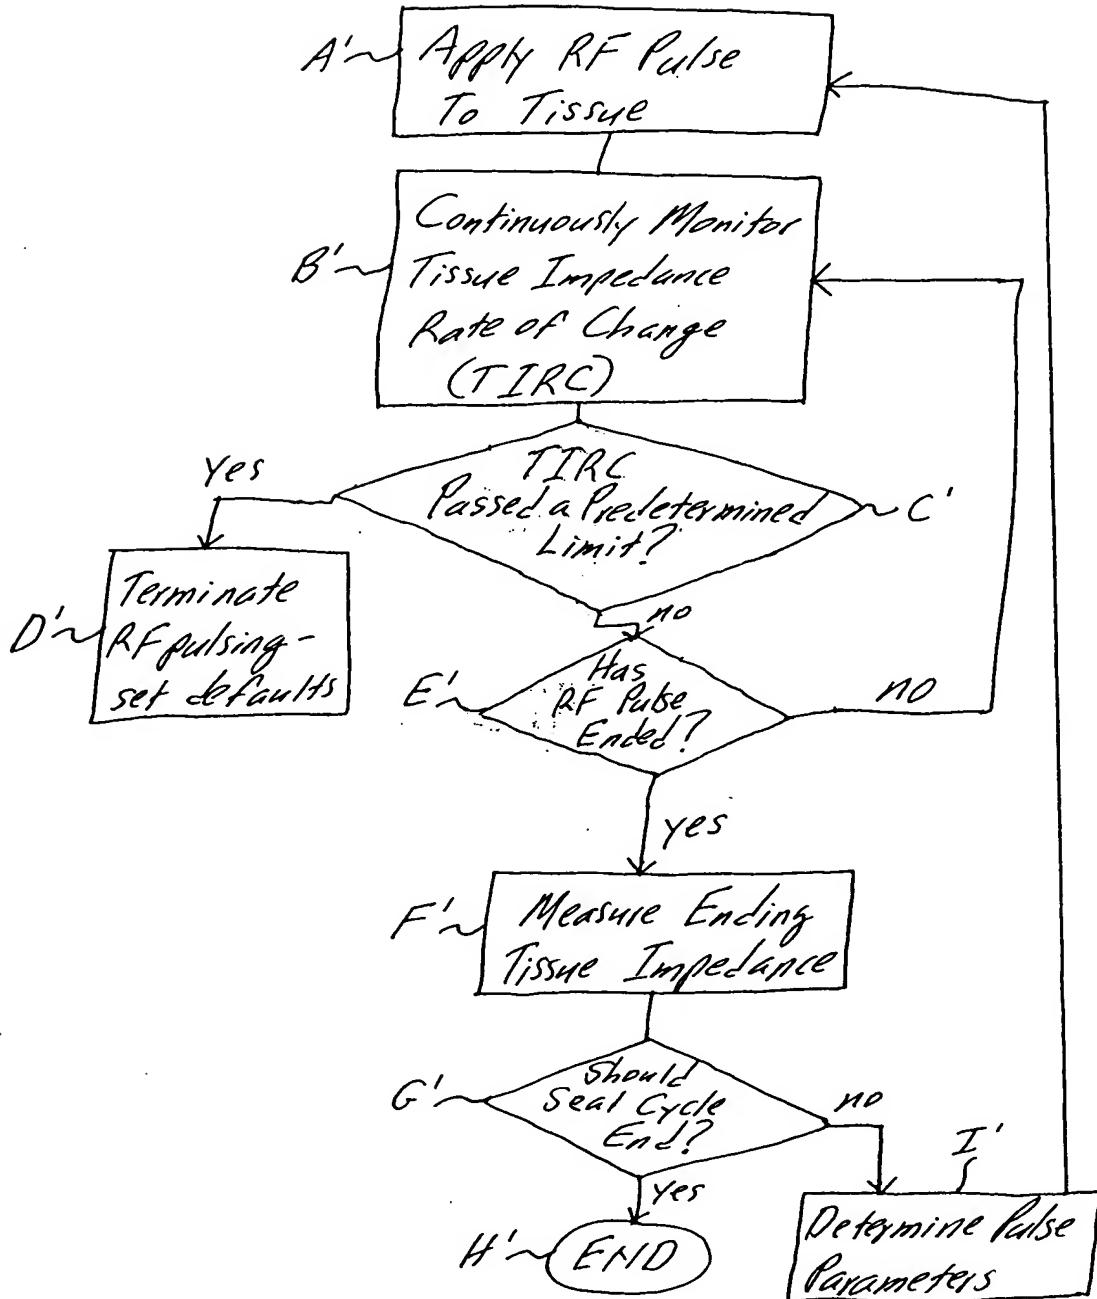 A'
Apply RF Pulse
To Tissue
B'
Continuously Monitor
Tissue Impedance
Rate of Change
(TIRC)
Yes
TIRC
Passed a Predetermined
Limit?
C'
D'
Terminate
RF pulsing-
set defaults
no
E'
Has
RF Pulse
Ended?
no
yes
F'
Measure Ending
Tissue Impedance
G'
Should
Seal Cycle
End?
no
I'
yes
H'
END
Determine Pulse
Parameters